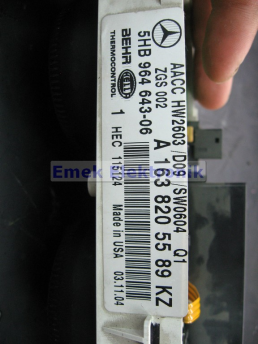 AACC HW2603 /D09 /SW0604 Q1
ZGS 002
A 163 820 55 89 KZ
5HB 964 643-06
BEHR HELLA
THERMOCONTROL
1 HEC
Made in USA 03.11.04
Emek Elektronik